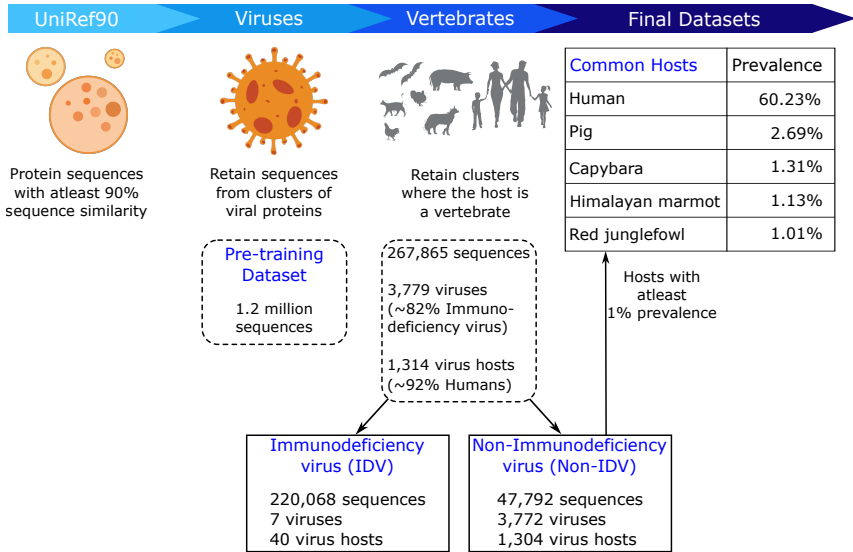 UniRef90
Viruses
Vertebrates
Final Datasets
Protein sequences
with atleast 90%
sequence similarity
Retain sequences
from clusters of
viral proteins
Retain clusters
where the host is
a vertebrate
Common Hosts Prevalence
Human 60.23%
Pig 2.69%
Capybara 1.31%
Himalayan marmot 1.13%
Red junglefowl 1.01%
Pre-training
Dataset
1.2 million
sequences
267,865 sequences
3,779 viruses
(~82% Immuno-
deficiency virus)
1,314 virus hosts
(~92% Humans)
Hosts with
atleast
1% prevalence
Immunodeficiency
virus (IDV)
220,068 sequences
7 viruses
40 virus hosts
Non-Immunodeficiency
virus (Non-IDV)
47,792 sequences
3,772 viruses
1,304 virus hosts